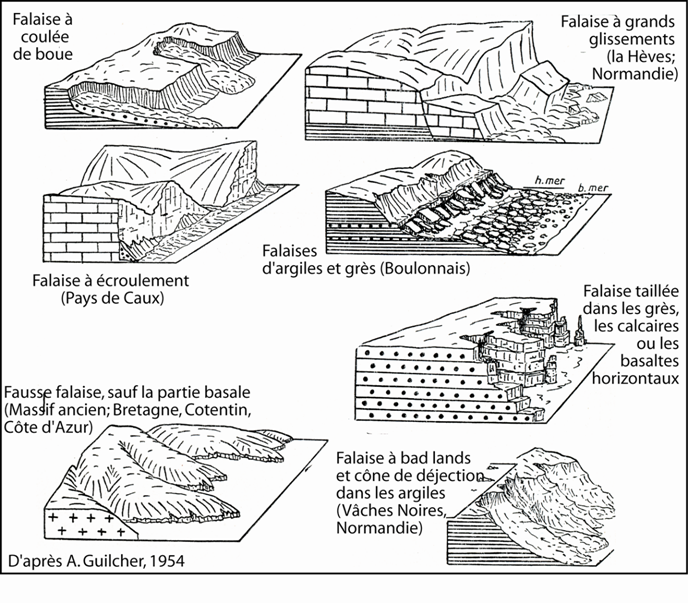 Falaise à
coulée
de boue
Falaise à grands
glissements
(la Hèves;
Normandie)
h.mer
b.mer
Falaises
d'argiles et grès (Boulonnais)
Falaise à écroulement
(Pays de Caux)
Falaise taillée
dans les grès,
les calcaires
ou les
basaltes
horizontaux
Fausse falaise, sauf la partie basale
(Massif ancien; Bretagne, Cotentin,
Côte d'Azur)
Falaise à bad lands
et cône de déjection
dans les argiles
(Vâches Noires,
Normandie)
D'après A. Guilcher, 1954